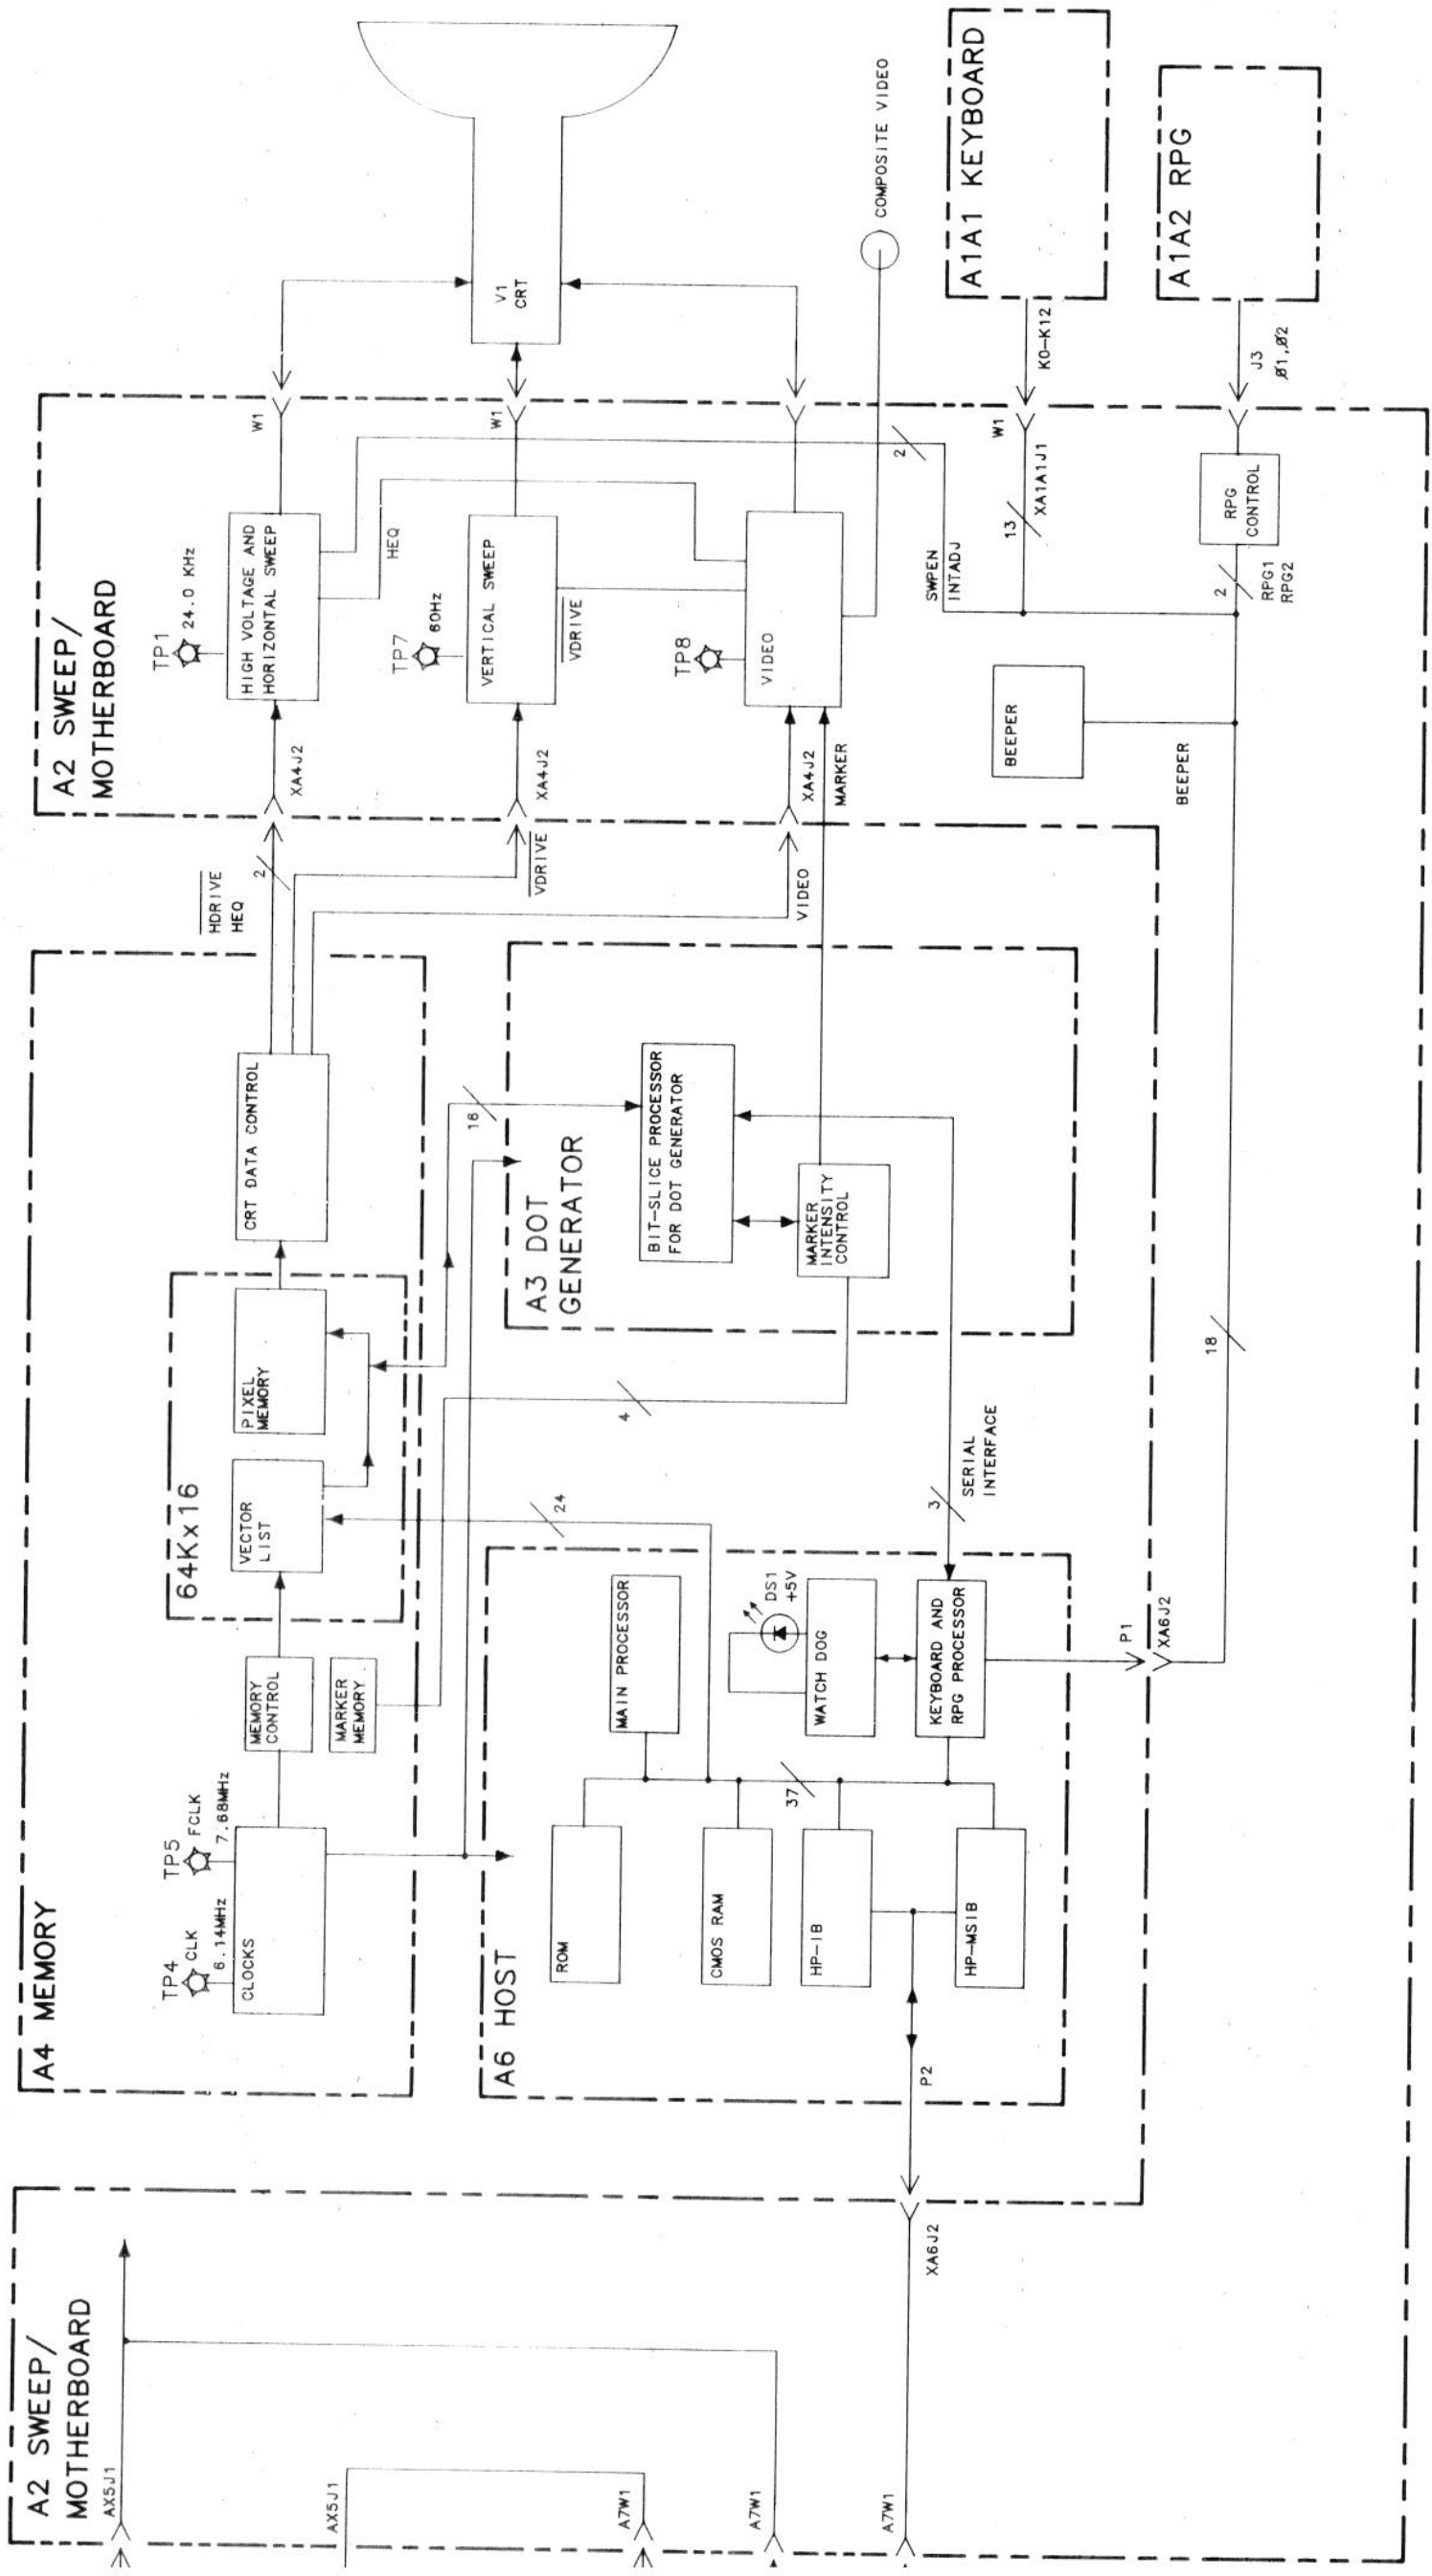 A2 SWEEP/
MOTHERBOARD
AX5J1
AX5J1
A7W1
A7W1
A7W1
XA6J2
A4 MEMORY
TP4
CLK
6.14MHz
TP5
FCLK
7.68MHz
CLOCKS
MEMORY
CONTROL
MARKER
MEMORY
64Kx16
VECTOR
LIST
PIXEL
MEMORY
CRT DATA CONTROL
HDRIVE
HEQ
2
VDRIVE
VIDEO
24
4
16
A3 DOT
GENERATOR
BIT-SLICE PROCESSOR
FOR DOT GENERATOR
MARKER
INTENSITY
CONTROL
A6 HOST
ROM
CMOS RAM
HP-IB
HP-MSIB
P2
37
MAIN PROCESSOR
WATCH DOG
DS1
+5V
KEYBOARD AND
RPG PROCESSOR
3
SERIAL
INTERFACE
P1
XA6J2
18
A2 SWEEP/
MOTHERBOARD
XA4J2
XA4J2
XA4J2
MARKER
TP1
24.0 KHz
HIGH VOLTAGE AND
HORIZONTAL SWEEP
HEQ
TP7
60Hz
VERTICAL SWEEP
VDRIVE
TP8
VIDEO
BEEPER
BEEPER
SWPEN
INTADJ
2
13
XA1A1J1
W1
W1
W1
2
RPG1
RPG2
RPG
CONTROL
V1
CRT
COMPOSITE VIDEO
K0-K12
A1A1 KEYBOARD
J3
Ø1,Ø2
A1A2 RPG